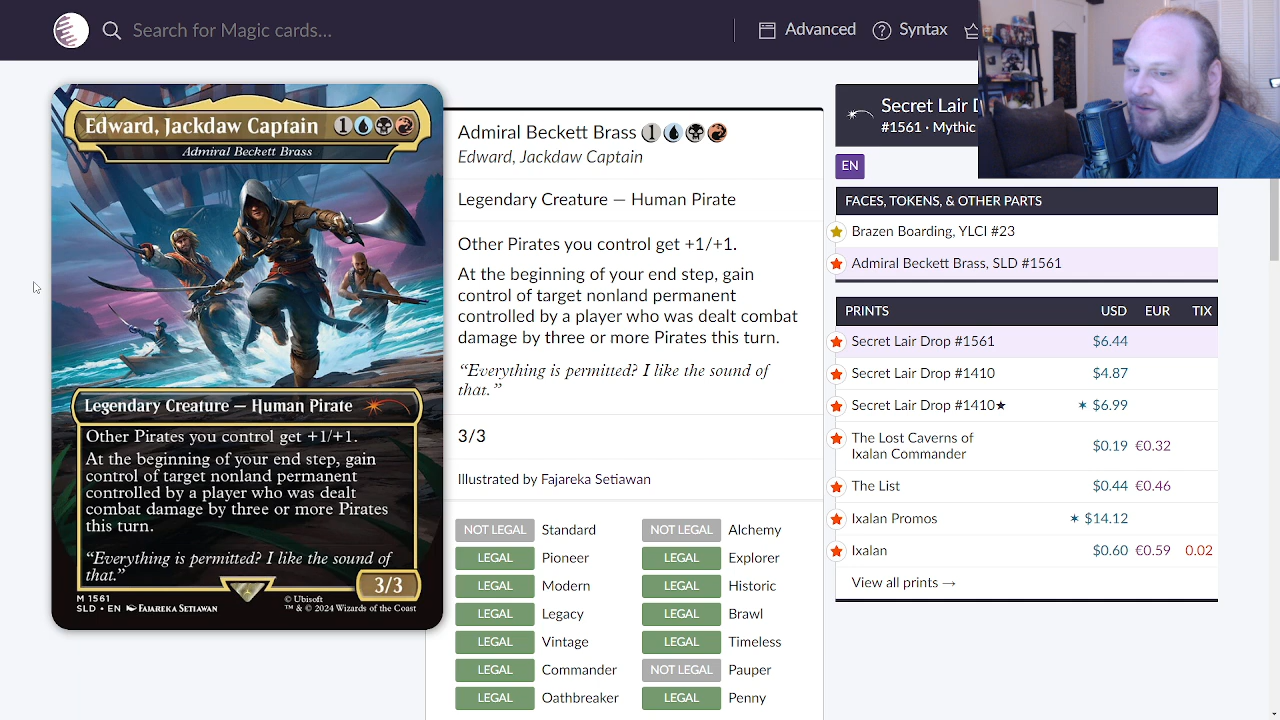 Search for Magic cards...
Advanced
Syntax
Edward, Jackdaw Captain 1
Admiral Beckett Brass
Legendary Creature — Human Pirate
Other Pirates you control get +1/+1.
At the beginning of your end step, gain
control of target nonland permanent
controlled by a player who was dealt
combat damage by three or more Pirates
this turn.
“Everything is permitted? I like the sound of
that.”
3/3
M 1561
SLD • EN Fajareka Setiawan
© Ubisoft
™ & © 2024 Wizards of the Coast
Admiral Beckett Brass 1
Edward, Jackdaw Captain
Legendary Creature — Human Pirate
Other Pirates you control get +1/+1.
At the beginning of your end step, gain
control of target nonland permanent
controlled by a player who was dealt combat
damage by three or more Pirates this turn.
“Everything is permitted? I like the sound of
that.”
3/3
Illustrated by Fajareka Setiawan
NOT LEGAL Standard NOT LEGAL Alchemy
LEGAL Pioneer LEGAL Explorer
LEGAL Modern LEGAL Historic
LEGAL Legacy LEGAL Brawl
LEGAL Vintage LEGAL Timeless
LEGAL Commander NOT LEGAL Pauper
LEGAL Oathbreaker LEGAL Penny
Secret Lair D
#1561 · Mythic
EN
FACES, TOKENS, & OTHER PARTS
Brazen Boarding, YLCI #23
Admiral Beckett Brass, SLD #1561
PRINTS USD EUR TIX
Secret Lair Drop #1561 $6.44
Secret Lair Drop #1410 $4.87
Secret Lair Drop #1410★ ✶ $6.99
The Lost Caverns of
Ixalan Commander $0.19 €0.32
The List $0.44 €0.46
Ixalan Promos ✶ $14.12
Ixalan $0.60 €0.59 0.02
View all prints →